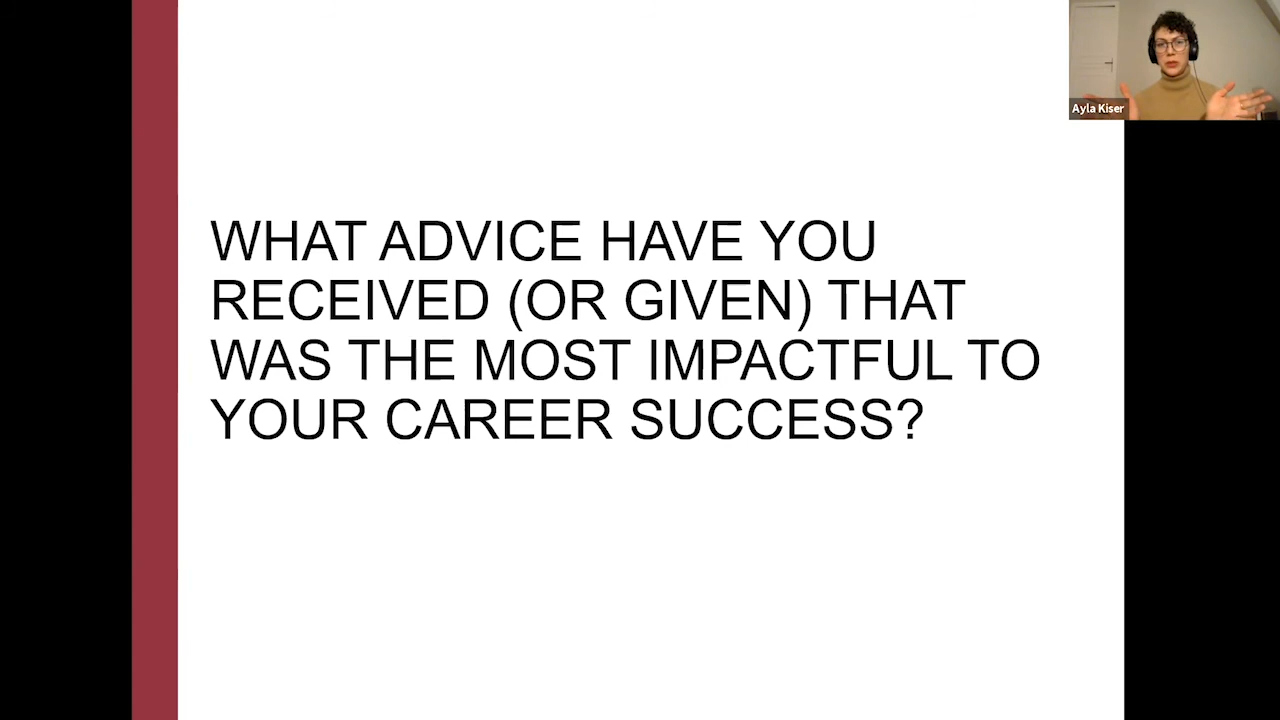 Ayla Kiser
WHAT ADVICE HAVE YOU
RECEIVED (OR GIVEN) THAT
WAS THE MOST IMPACTFUL TO
YOUR CAREER SUCCESS?